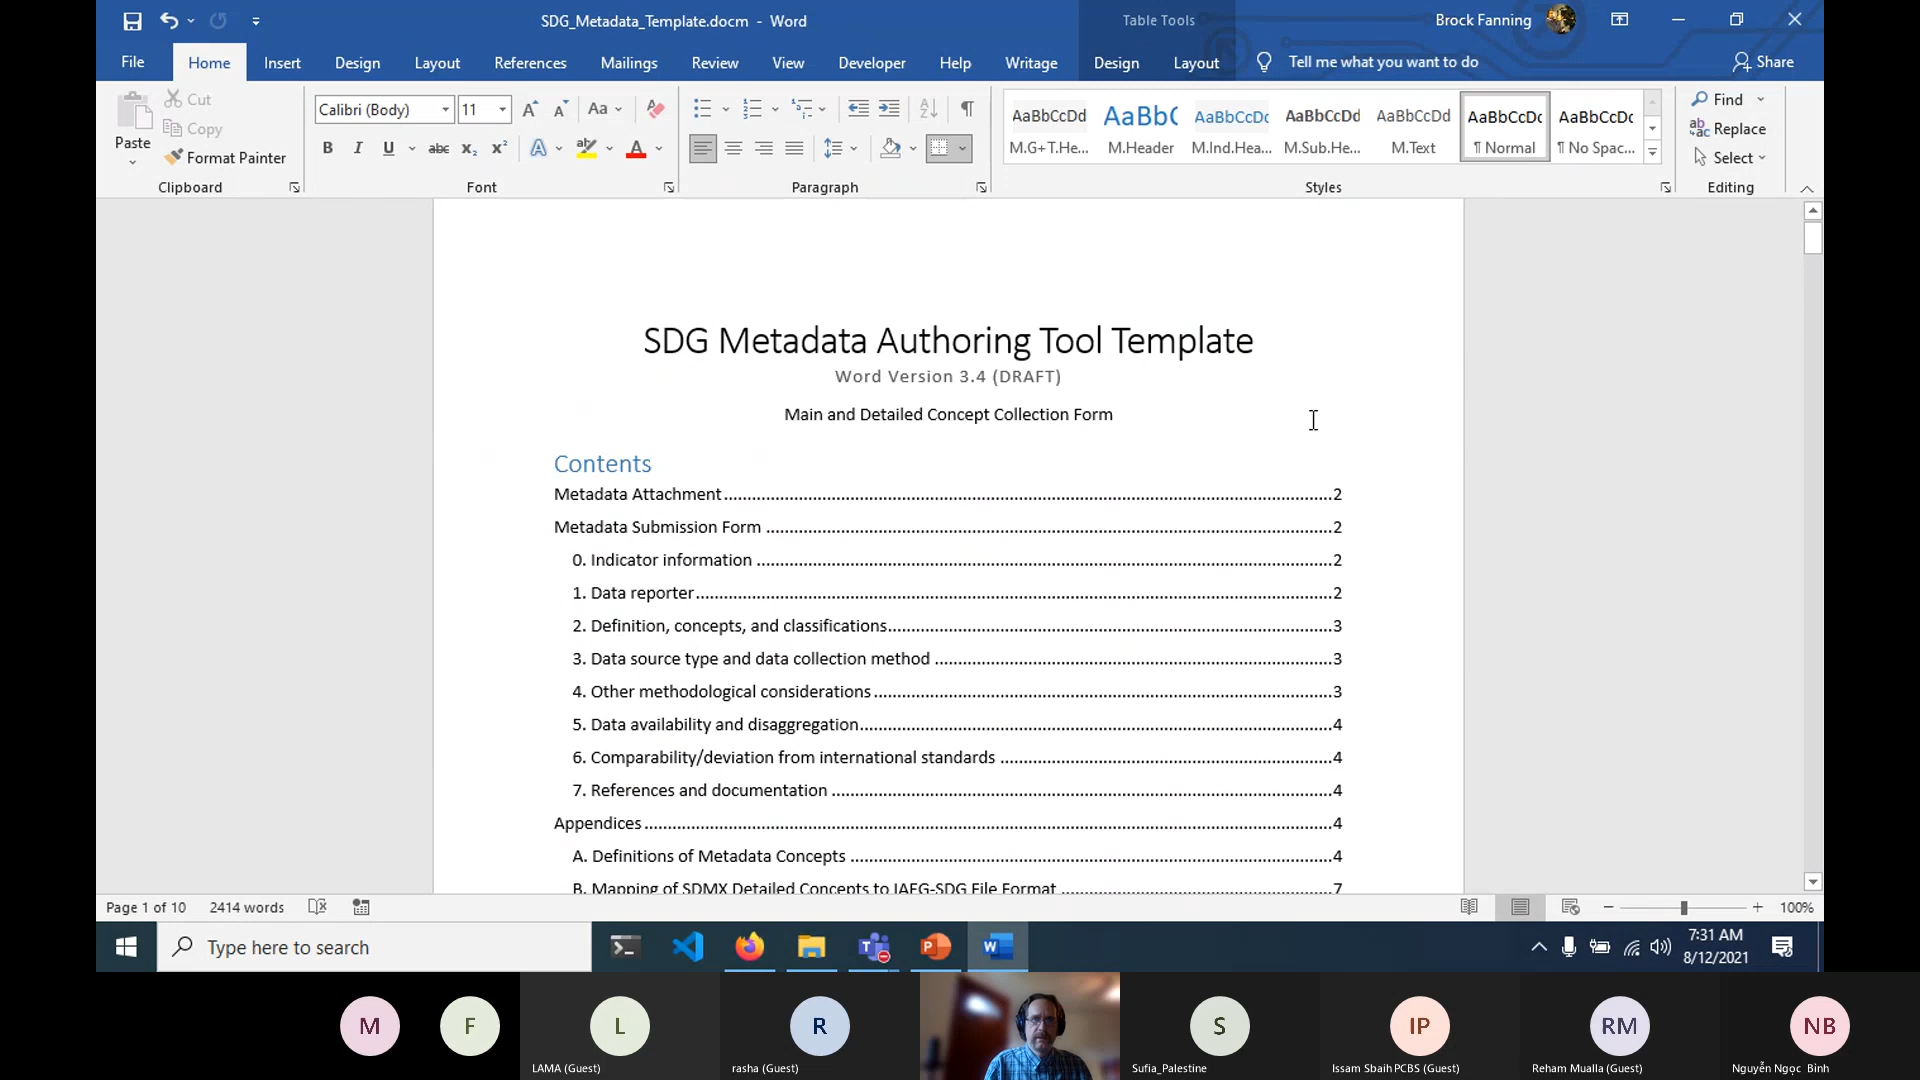 SDG_Metadata_Template.docm - Word
Table Tools
Brock Fanning
File Home Insert Design Layout References Mailings Review View Developer Help Writage Design Layout Tell me what you want to do Share
Paste
Cut
Copy
Format Painter
Clipboard
Calibri (Body) 11 Aa
B I U abc x₂ x² A A
Font
Paragraph
AaBbCcDd AaBbC AaBbCcDc AaBbCcDd AaBbCcDd AaBbCcDc AaBbCcDc
M.G+T.He... M.Header M.Ind.Hea... M.Sub.He... M.Text ¶ Normal ¶ No Spac...
Styles
Find
Replace
Select
Editing
SDG Metadata Authoring Tool Template
Word Version 3.4 (DRAFT)
Main and Detailed Concept Collection Form
Contents
Metadata Attachment 2
Metadata Submission Form 2
0. Indicator information 2
1. Data reporter 2
2. Definition, concepts, and classifications 3
3. Data source type and data collection method 3
4. Other methodological considerations 3
5. Data availability and disaggregation 4
6. Comparability/deviation from international standards 4
7. References and documentation 4
Appendices 4
A. Definitions of Metadata Concepts 4
B. Mapping of SDMX Detailed Concepts to IAEG-SDG File Format 7
Page 1 of 10 2414 words 100%
Type here to search
7:31 AM
8/12/2021
M F L R S IP RM NB
LAMA (Guest) rasha (Guest) Sufia_Palestine Issam Sbaih PCBS (Guest) Reham Mualla (Guest) Nguyễn Ngọc Bình